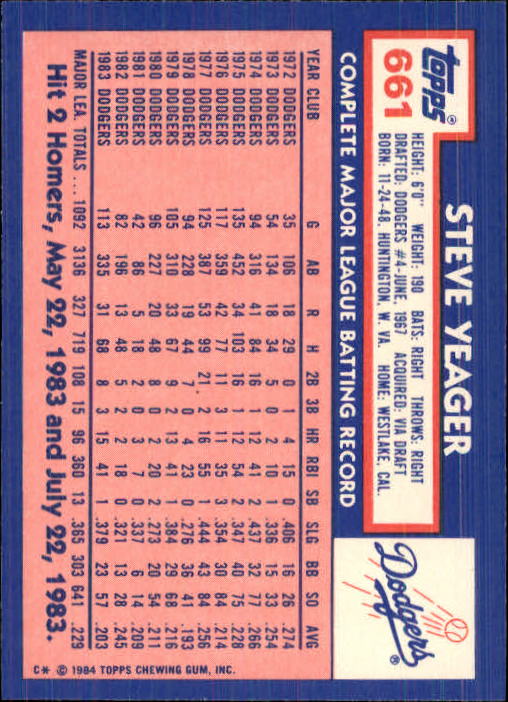 topps®
661
STEVE YEAGER
HEIGHT: 6'0" WEIGHT: 190 BATS: RIGHT THROWS: RIGHT
DRAFTED: DODGERS #4-JUNE, 1967 ACQUIRED: VIA DRAFT
BORN: 11-24-48, HUNTINGTON, W. VA. HOME: WESTLAKE, CAL.
Dodgers®
COMPLETE MAJOR LEAGUE BATTING RECORD
YEAR CLUB G AB R H 2B 3B HR RBI SB SLG BB SO AVG
1972 DODGERS 35 106 18 29 0 1 4 15 0 .406 16 26 .274
1973 DODGERS 54 134 18 34 5 0 2 10 1 .336 15 33 .254
1974 DODGERS 94 316 41 84 16 1 12 41 2 .437 32 77 .266
1975 DODGERS 135 452 34 103 16 1 12 54 2 .347 40 75 .228
1976 DODGERS 117 359 42 77 11 3 11 35 3 .354 30 84 .214
1977 DODGERS 125 387 53 99 21 2 16 55 1 .444 43 84 .256
1978 DODGERS 94 228 19 44 7 0 4 23 0 .276 36 41 .193
1979 DODGERS 105 310 33 67 9 2 13 41 1 .384 29 68 .216
1980 DODGERS 96 227 20 48 8 0 2 20 2 .273 20 54 .211
1981 DODGERS 42 86 5 18 2 0 3 7 0 .337 6 14 .209
1982 DODGERS 82 196 13 48 5 2 2 18 0 .321 13 28 .245
1983 DODGERS 113 335 31 68 8 3 15 41 1 .379 23 57 .203
MAJOR LEA. TOTALS ... 1092 3136 327 719 108 15 96 360 13 .365 303 641 .229
Hit 2 Homers, May 22, 1983 and July 22, 1983.
C* © 1984 TOPPS CHEWING GUM, INC.